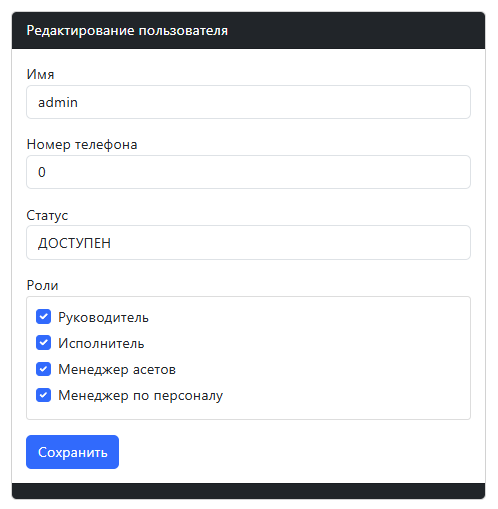 Редактирование пользователя
Имя
admin
Номер телефона
0
Статус
ДОСТУПЕН
Роли
Руководитель
Исполнитель
Менеджер асетов
Менеджер по персоналу
Сохранить